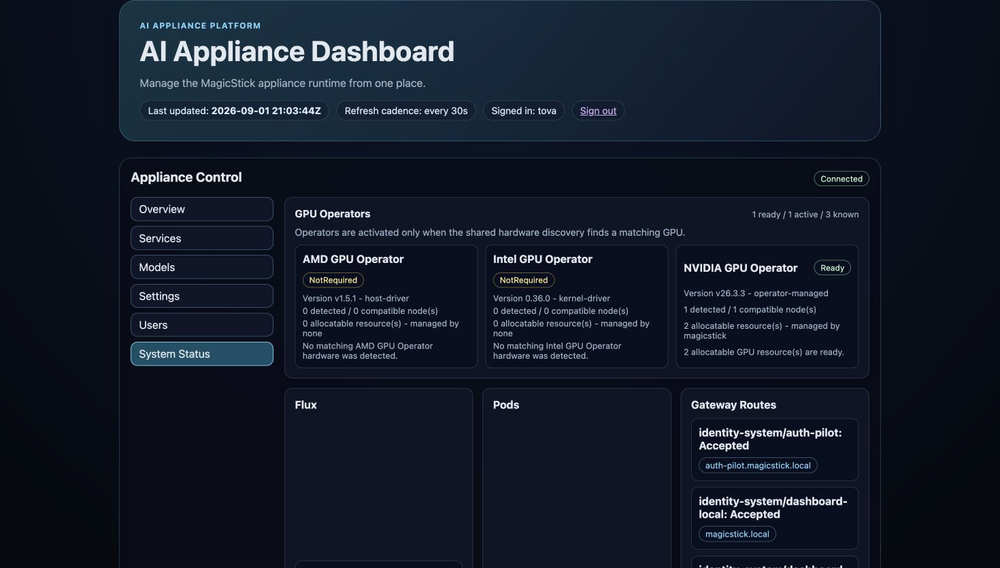 AI APPLIANCE PLATFORM
AI Appliance Dashboard
Manage the MagicStick appliance runtime from one place.
Last updated: 2026-09-01 21:03:44Z
Refresh cadence: every 30s
Signed in: tova
Sign out
Appliance Control
Connected
Overview
Services
Models
Settings
Users
System Status
GPU Operators
1 ready / 1 active / 3 known
Operators are activated only when the shared hardware discovery finds a matching GPU.
AMD GPU Operator
NotRequired
Version v1.5.1 - host-driver
0 detected / 0 compatible node(s)
0 allocatable resource(s) - managed by
none
No matching AMD GPU Operator
hardware was detected.
Intel GPU Operator
NotRequired
Version 0.36.0 - kernel-driver
0 detected / 0 compatible node(s)
0 allocatable resource(s) - managed by
none
No matching Intel GPU Operator
hardware was detected.
NVIDIA GPU Operator
Ready
Version v26.3.3 - operator-managed
1 detected / 1 compatible node(s)
2 allocatable resource(s) - managed by
magicstick
2 allocatable GPU resource(s) are ready.
Flux
Pods
Gateway Routes
identity-system/auth-pilot:
Accepted
auth-pilot.magicstick.local
identity-system/dashboard-
local: Accepted
magicstick.local
identity-system/dashboard-